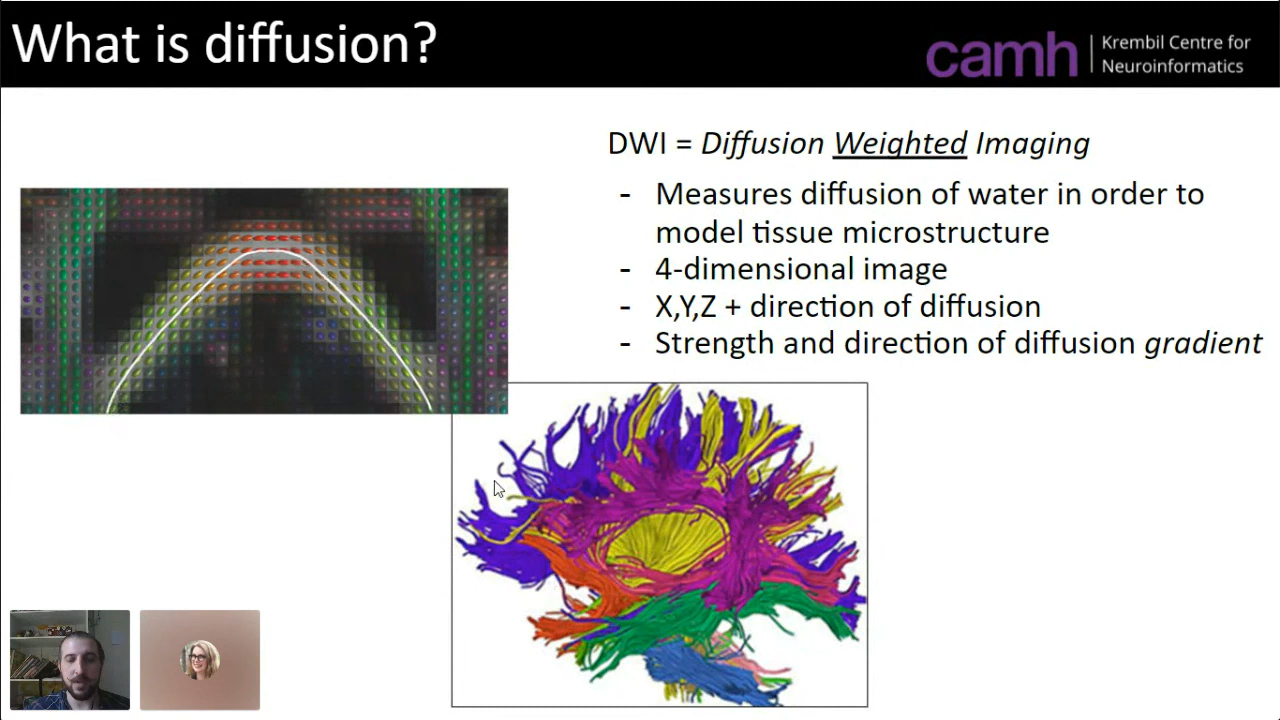 What is diffusion?
camh
Krembil Centre for
Neuroinformatics
DWI = Diffusion Weighted Imaging
- Measures diffusion of water in order to
model tissue microstructure
- 4-dimensional image
- X,Y,Z + direction of diffusion
- Strength and direction of diffusion gradient